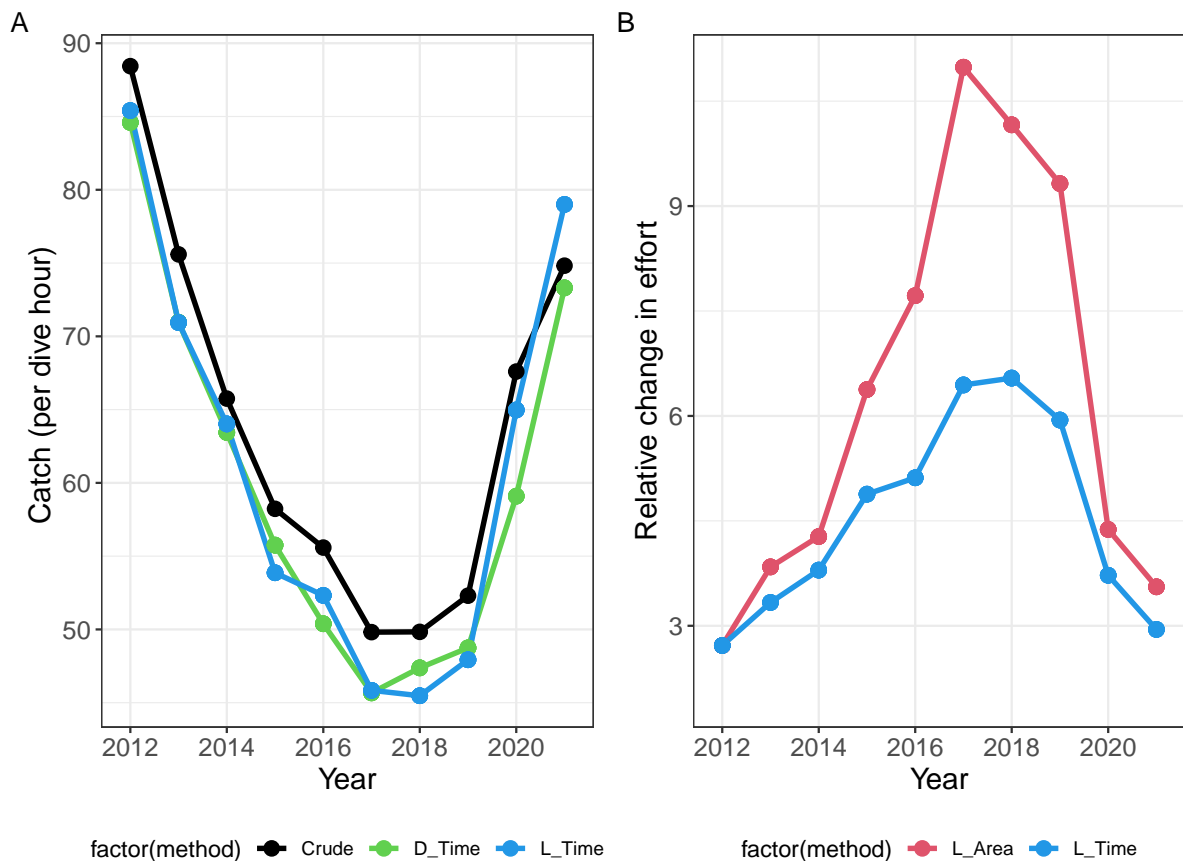 A
90
80
70
60
50
Catch (per dive hour)
2012 2014 2016 2018 2020
Year
factor(method) Crude D_Time L_Time
B
9
6
3
Relative change in effort
2012 2014 2016 2018 2020
Year
factor(method) L_Area L_Time